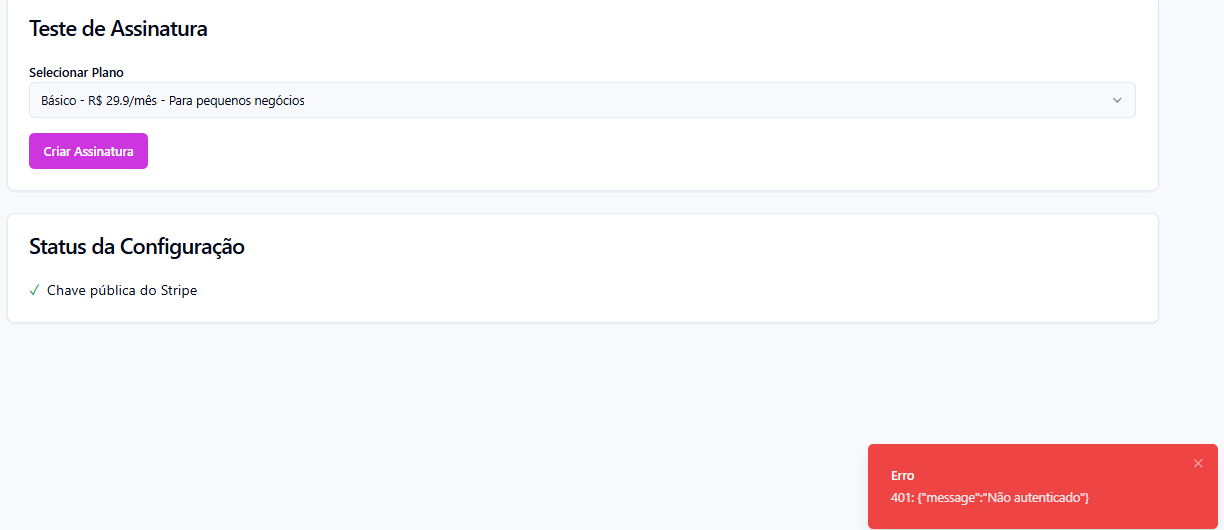 Teste de Assinatura
Selecionar Plano
Básico - R$ 29.9/mês - Para pequenos negócios
Criar Assinatura
Status da Configuração
✓ Chave pública do Stripe
Erro
401: {"message":"Não autenticado"}